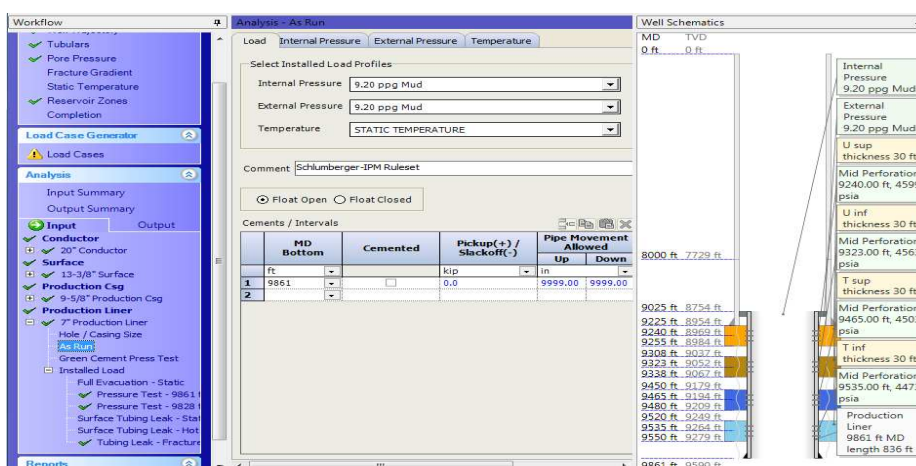 Workflow
Tubulars
Pore Pressure
Fracture Gradient
Static Temperature
Reservoir Zones
Completion
Load Case Generator
Load Cases
Analysis
Input Summary
Output Summary
Input Output
Conductor
20" Conductor
Surface
13-3/8" Surface
Production Csg
9-5/8" Production Csg
Production Liner
7" Production Liner
Hole / Casing Size
As Run
Green Cement Press Test
Installed Load
Full Evacuation - Static
Pressure Test - 9861
Pressure Test - 9828
Surface Tubing Leak - Stat
Surface Tubing Leak - Hot
Tubing Leak - Fracture
Reports
Analysis - As Run
Load Internal Pressure External Pressure Temperature
Select Installed Load Profiles
Internal Pressure 9.20 ppg Mud
External Pressure 9.20 ppg Mud
Temperature STATIC TEMPERATURE
Comment Schlumberger-IPM Ruleset
Float Open Float Closed
Cements / Intervals
MD Bottom Cemented Pickup(+) / Slackoff(-) Pipe Movement Allowed
Up Down
ft kip in
1 9861 0.0 9999.00 9999.00
2
Well Schematics
MD TVD
0 ft 0 ft
8000 ft 7729 ft
9025 ft 8754 ft
9225 ft 8954 ft
9240 ft 8969 ft
9255 ft 8984 ft
9308 ft 9037 ft
9323 ft 9052 ft
9338 ft 9067 ft
9450 ft 9179 ft
9465 ft 9194 ft
9480 ft 9209 ft
9520 ft 9249 ft
9535 ft 9264 ft
9550 ft 9279 ft
9861 ft 9590 ft
Internal
Pressure
9.20 ppg Mud
External
Pressure
9.20 ppg Mud
U sup
thickness 30 ft
Mid Perforation
9240.00 ft, 459
psia
U inf
thickness 30 ft
Mid Perforation
9323.00 ft, 456
psia
T sup
thickness 30 ft
Mid Perforation
9465.00 ft, 450
psia
T inf
thickness 30 ft
Mid Perforation
9535.00 ft, 447
psia
Production
Liner
9861 ft MD
length 836 ft